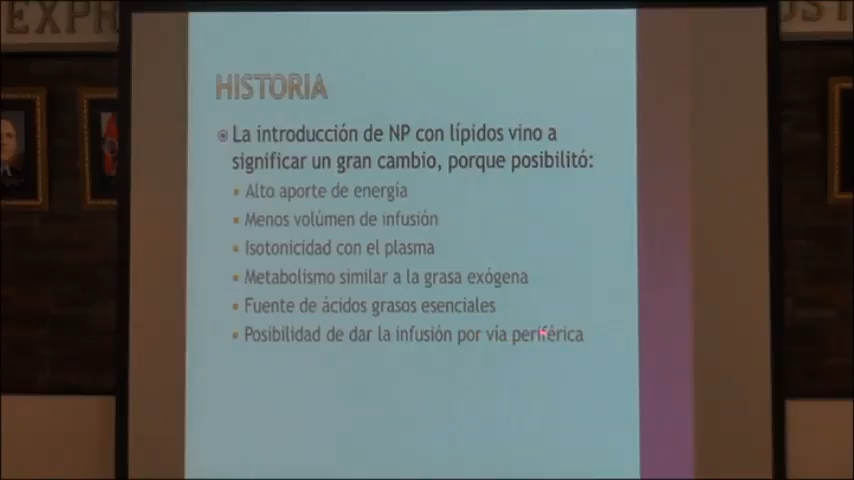 EXPR
HISTORIA
La introducción de NP con lípidos vino a
significar un gran cambio, porque posibilitó:
Alto aporte de energía
Menos volúmen de infusión
Isotonicidad con el plasma
Metabolismo similar a la grasa exógena
Fuente de ácidos grasos esenciales
Posibilidad de dar la infusión por vía periférica